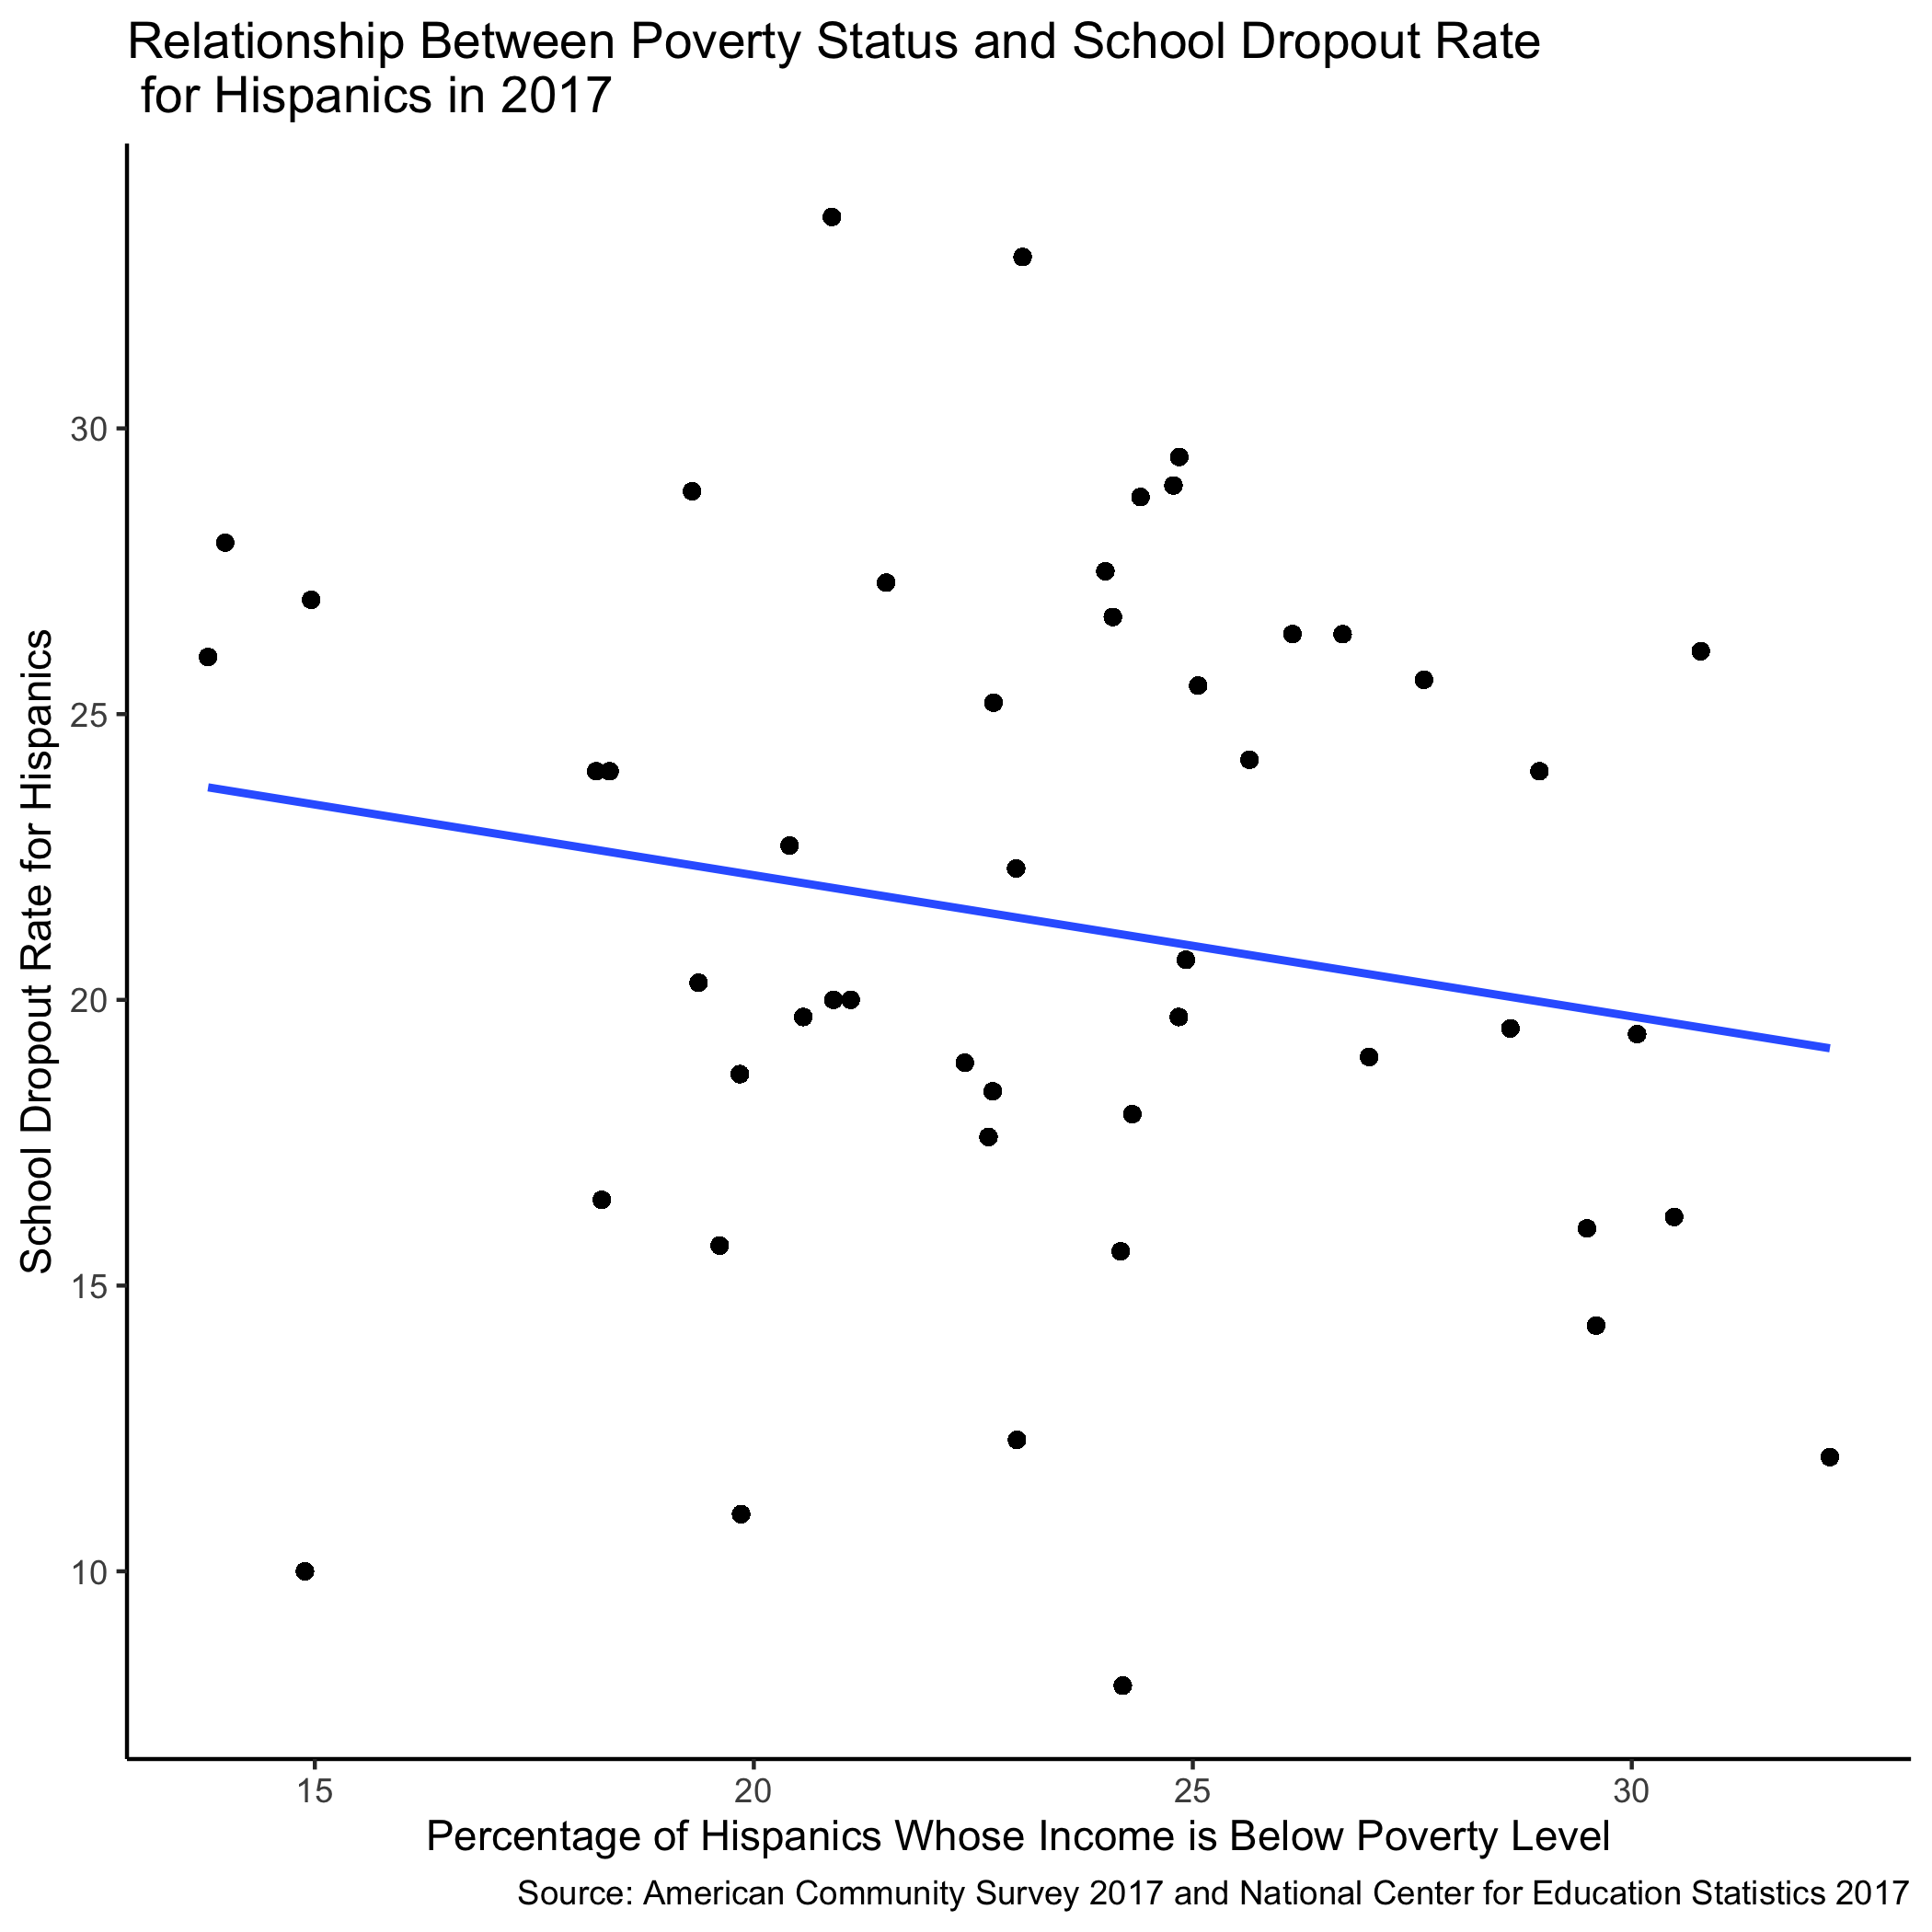 Relationship Between Poverty Status and School Dropout Rate
for Hispanics in 2017
School Dropout Rate for Hispanics
30
25
20
15
10
15 20 25 30
Percentage of Hispanics Whose Income is Below Poverty Level
Source: American Community Survey 2017 and National Center for Education Statistics 2017